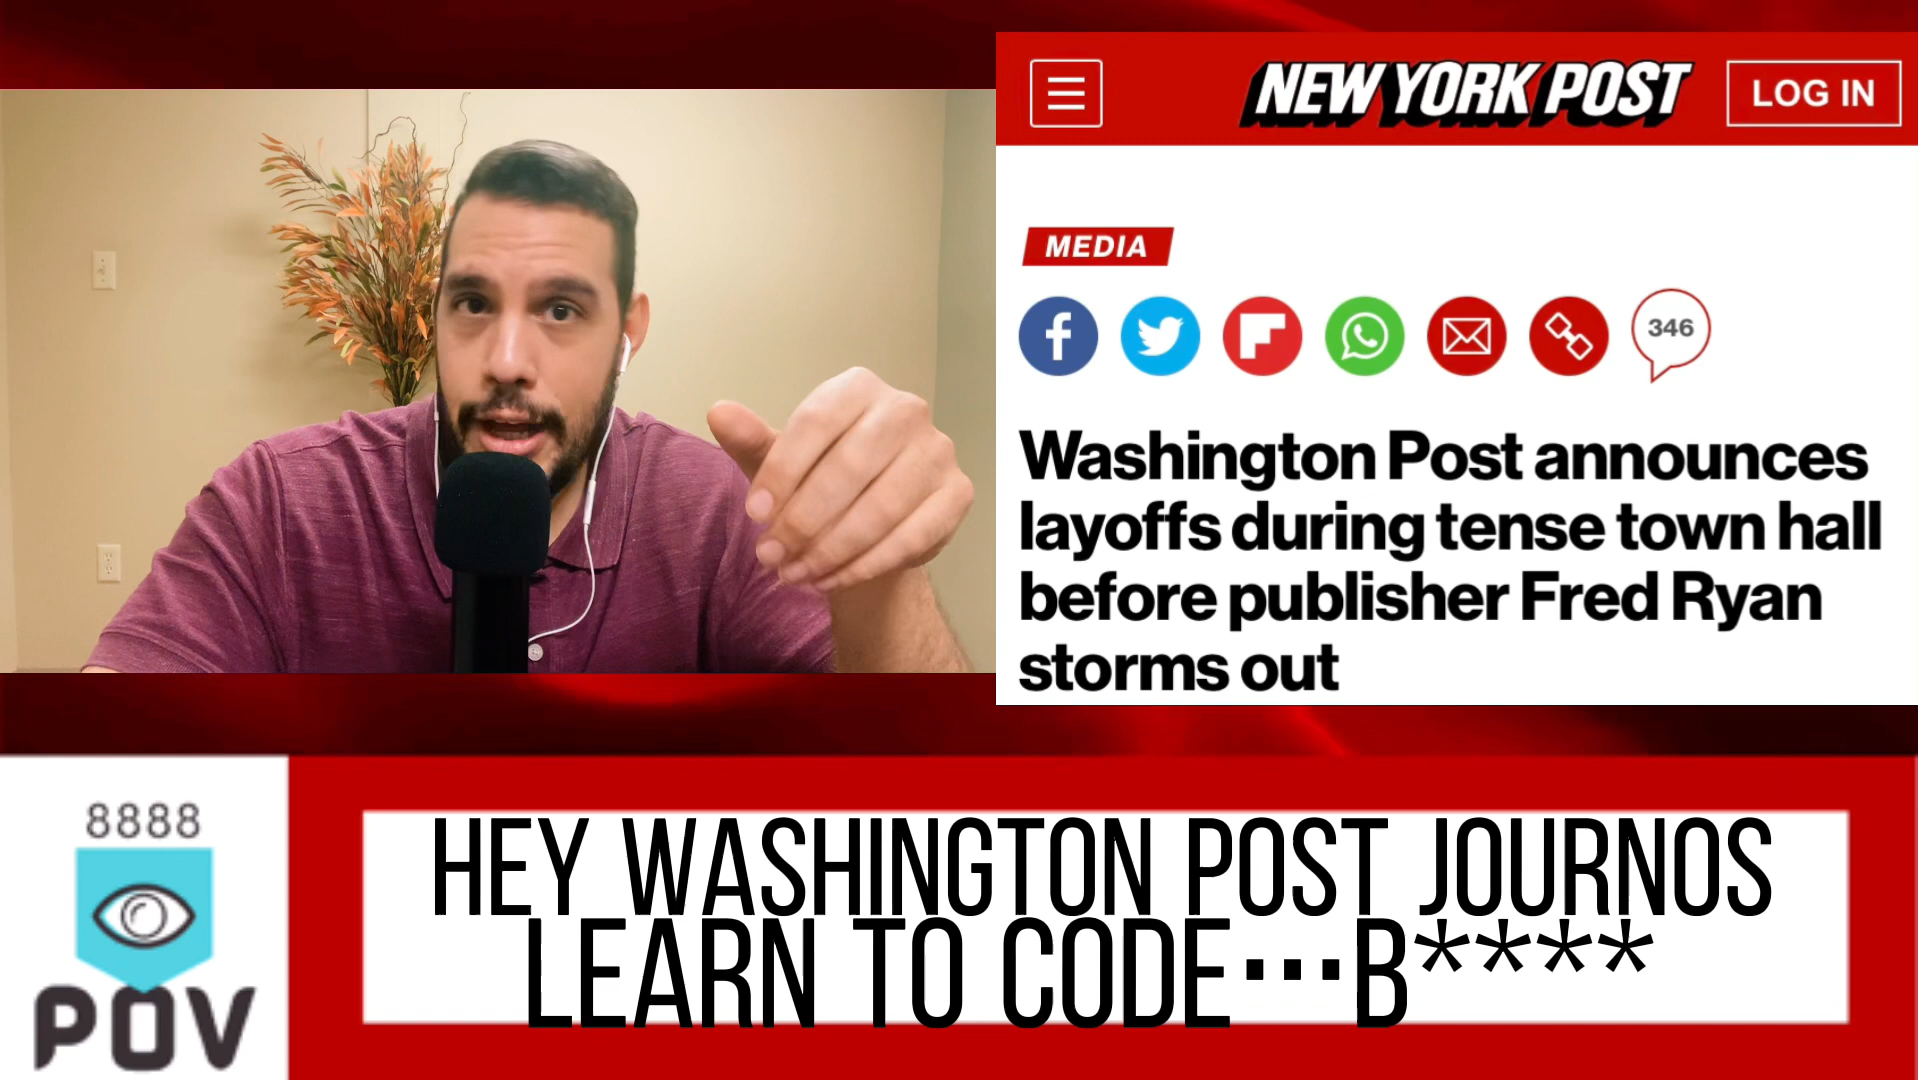 NEW YORK POST
LOG IN
MEDIA
346
Washington Post announces
layoffs during tense town hall
before publisher Fred Ryan
storms out
8888
POV
HEY WASHINGTON POST JOURNOS
LEARN TO CODE...B****